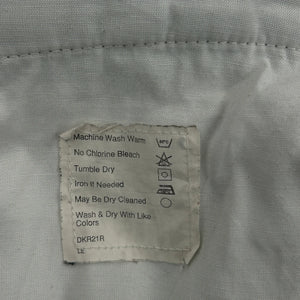 Machine Wash Warm
No Chlorine Bleach
Tumble Dry
Iron If Needed
May Be Dry Cleaned
Wash & Dry With Like
Colors
DKR21R